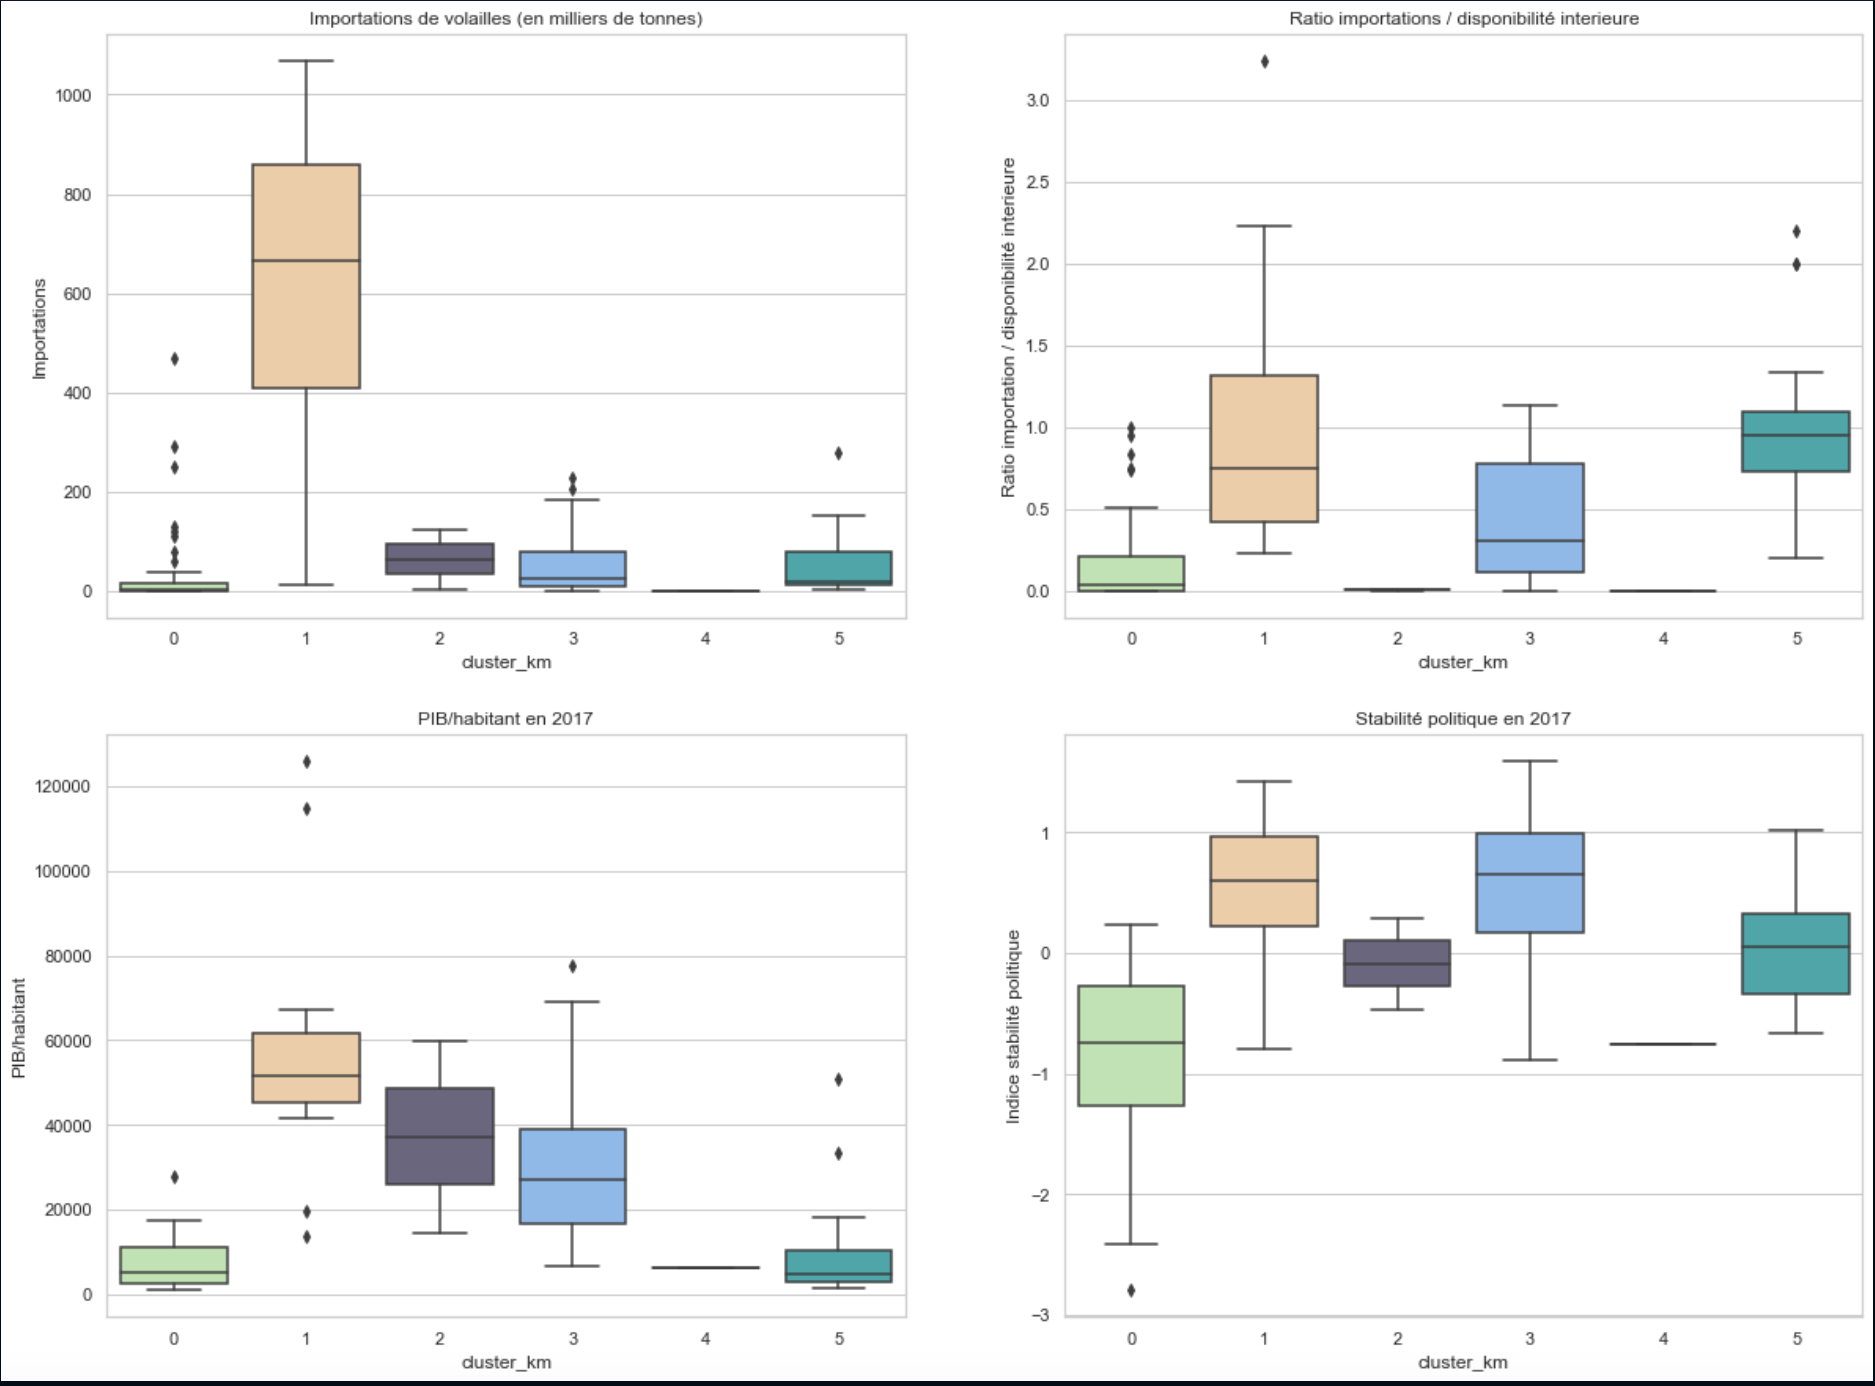 Importations de volailles (en milliers de tonnes)
Importations
1000
800
600
400
200
0
0 1 2 3 4 5
cluster_km
Ratio importations / disponibilité interieure
Ratio importation / disponibilité interieure
3.0
2.5
2.0
1.5
1.0
0.5
0.0
0 1 2 3 4 5
cluster_km
PIB/habitant en 2017
PIB/habitant
120000
100000
80000
60000
40000
20000
0
0 1 2 3 4 5
cluster_km
Stabilité politique en 2017
Indice stabilité politique
1
0
−1
−2
−3
0 1 2 3 4 5
cluster_km